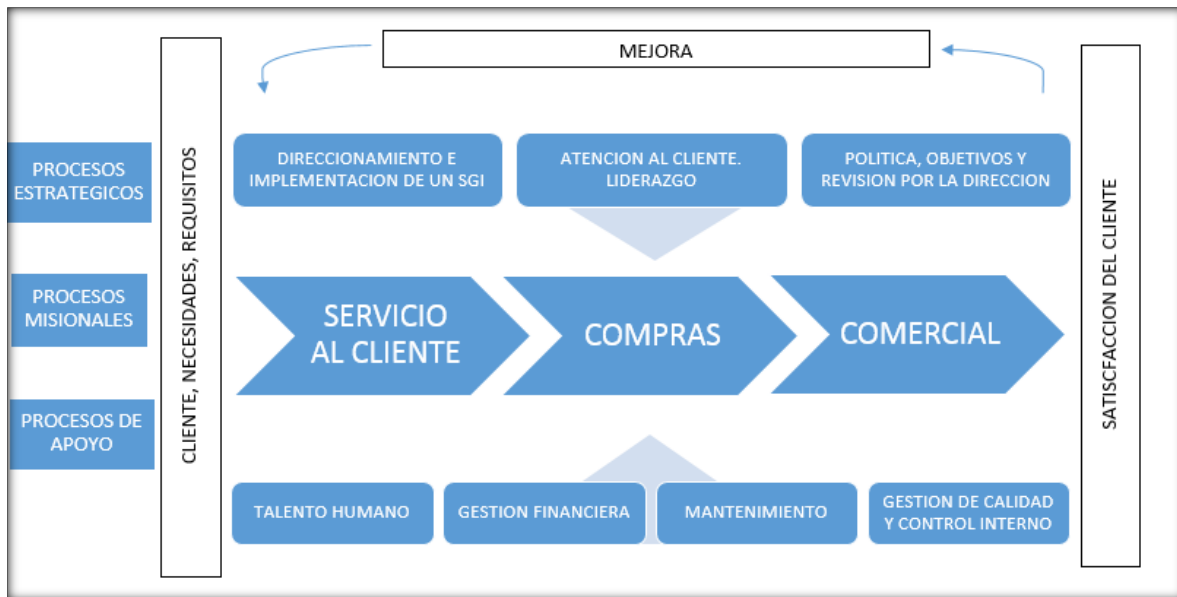 MEJORA
PROCESOS
ESTRATEGICOS
CLIENTE, NECESIDADES, REQUISITOS
DIRECCIONAMIENTO E
IMPLEMENTACION DE UN SGI
ATENCION AL CLIENTE.
LIDERAZGO
POLITICA, OBJETIVOS Y
REVISION POR LA DIRECCION
SATISCFACCION DEL CLIENTE
PROCESOS
MISIONALES
SERVICIO
AL CLIENTE
COMPRAS
COMERCIAL
PROCESOS DE
APOYO
TALENTO HUMANO
GESTION FINANCIERA
MANTENIMIENTO
GESTION DE CALIDAD
Y CONTROL INTERNO